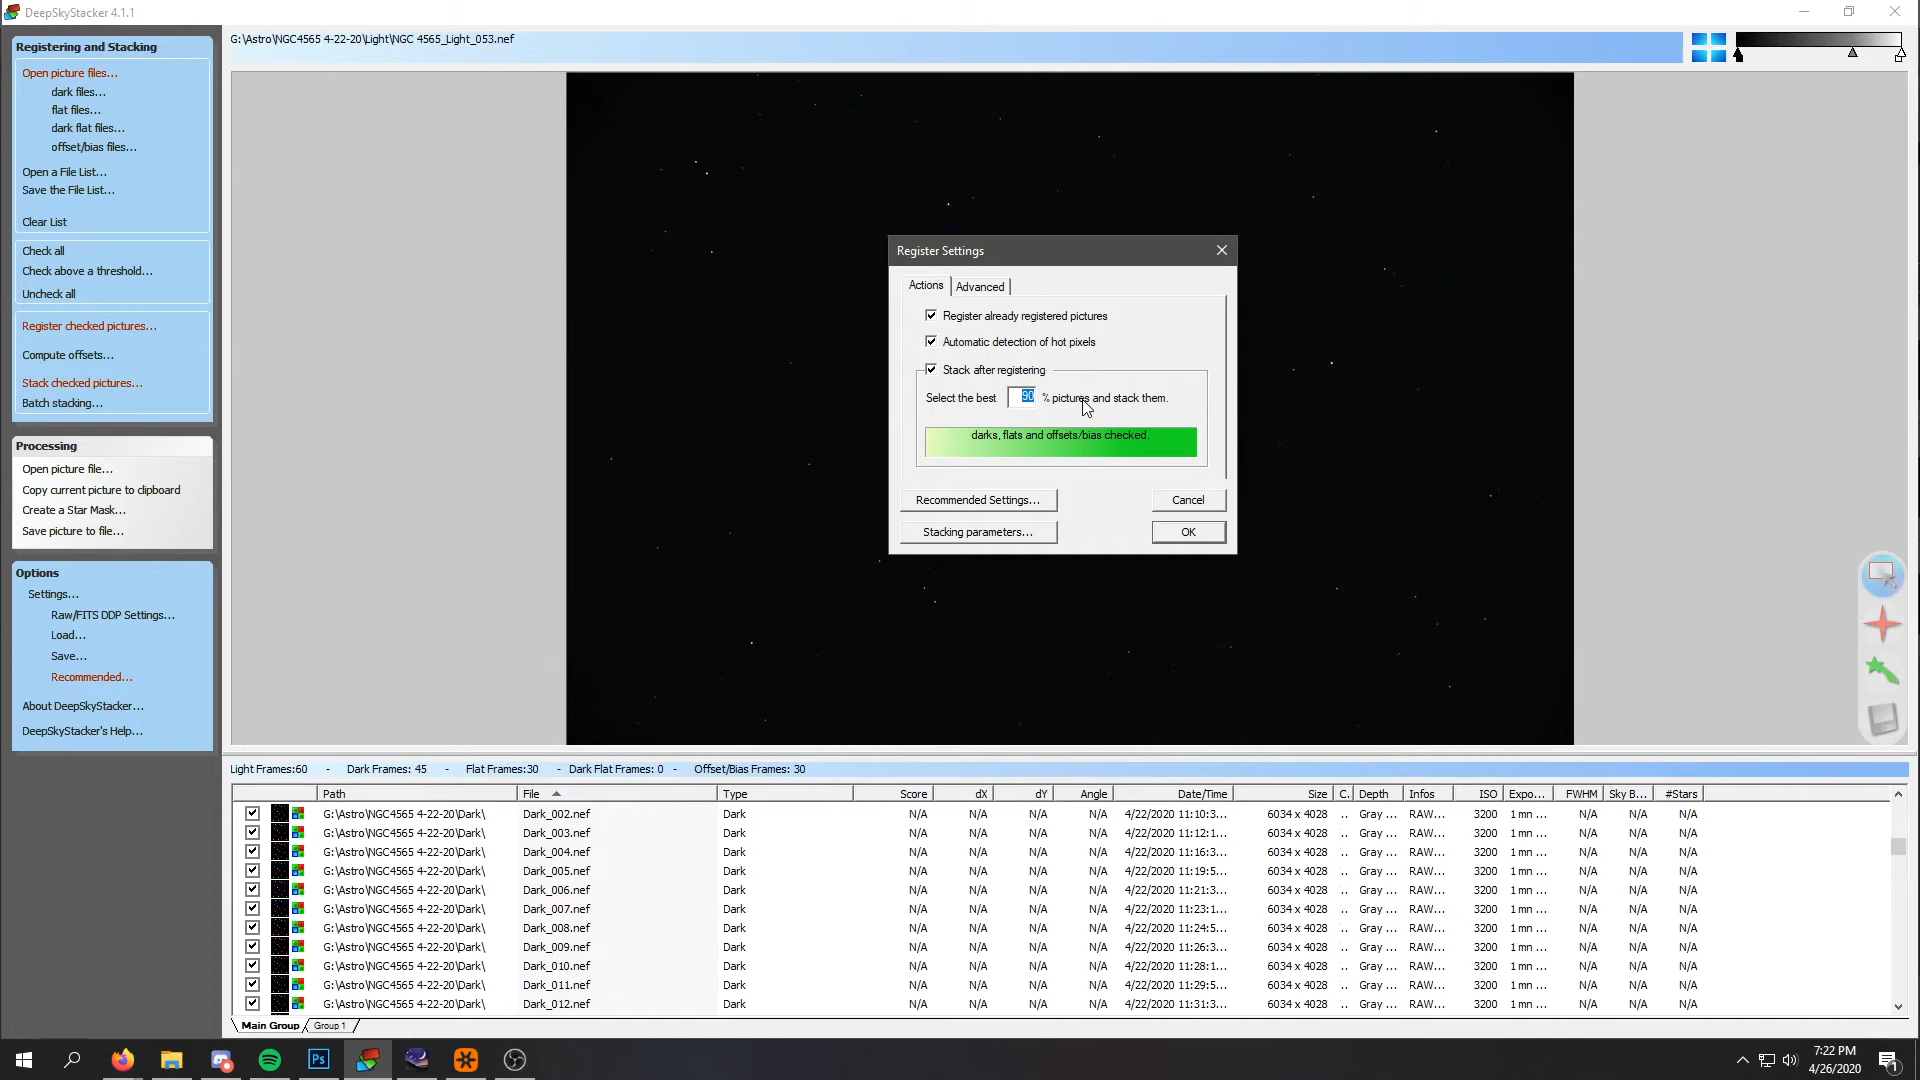 DeepSkyStacker 4.1.1
Registering and Stacking
Open picture files...
dark files...
flat files...
dark flat files...
offset/bias files...
Open a File List...
Save the File List...
Clear List
Check all
Check above a threshold...
Uncheck all
Register checked pictures...
Compute offsets...
Stack checked pictures...
Batch stacking...
Processing
Open picture file...
Copy current picture to clipboard
Create a Star Mask...
Save picture to file...
Options
Settings...
Raw/FITS DDP Settings...
Load...
Save...
Recommended...
About DeepSkyStacker...
DeepSkyStacker's Help...
G:\Astro\NGC4565 4-22-20\Light\NGC 4565_Light_053.nef
Register Settings
Actions Advanced
Register already registered pictures
Automatic detection of hot pixels
Stack after registering
Select the best 90 % pictures and stack them.
darks, flats and offsets/bias checked.
Recommended Settings... Cancel
Stacking parameters... OK
Light Frames:60 - Dark Frames: 45 - Flat Frames:30 - Dark Flat Frames: 0 - Offset/Bias Frames: 30
Path File Type Score dX dY Angle Date/Time Size C. Depth Infos ISO Expo... FWHM Sky B... #Stars
G:\Astro\NGC4565 4-22-20\Dark\ Dark_002.nef Dark N/A N/A N/A N/A 4/22/2020 11:10:3... 6034 x 4028 .. Gray ... RAW... 3200 1 mn ... N/A N/A N/A
G:\Astro\NGC4565 4-22-20\Dark\ Dark_003.nef Dark N/A N/A N/A N/A 4/22/2020 11:12:1... 6034 x 4028 .. Gray ... RAW... 3200 1 mn ... N/A N/A N/A
G:\Astro\NGC4565 4-22-20\Dark\ Dark_004.nef Dark N/A N/A N/A N/A 4/22/2020 11:16:3... 6034 x 4028 .. Gray ... RAW... 3200 1 mn ... N/A N/A N/A
G:\Astro\NGC4565 4-22-20\Dark\ Dark_005.nef Dark N/A N/A N/A N/A 4/22/2020 11:19:5... 6034 x 4028 .. Gray ... RAW... 3200 1 mn ... N/A N/A N/A
G:\Astro\NGC4565 4-22-20\Dark\ Dark_006.nef Dark N/A N/A N/A N/A 4/22/2020 11:21:3... 6034 x 4028 .. Gray ... RAW... 3200 1 mn ... N/A N/A N/A
G:\Astro\NGC4565 4-22-20\Dark\ Dark_007.nef Dark N/A N/A N/A N/A 4/22/2020 11:23:1... 6034 x 4028 .. Gray ... RAW... 3200 1 mn ... N/A N/A N/A
G:\Astro\NGC4565 4-22-20\Dark\ Dark_008.nef Dark N/A N/A N/A N/A 4/22/2020 11:24:5... 6034 x 4028 .. Gray ... RAW... 3200 1 mn ... N/A N/A N/A
G:\Astro\NGC4565 4-22-20\Dark\ Dark_009.nef Dark N/A N/A N/A N/A 4/22/2020 11:26:3... 6034 x 4028 .. Gray ... RAW... 3200 1 mn ... N/A N/A N/A
G:\Astro\NGC4565 4-22-20\Dark\ Dark_010.nef Dark N/A N/A N/A N/A 4/22/2020 11:28:1... 6034 x 4028 .. Gray ... RAW... 3200 1 mn ... N/A N/A N/A
G:\Astro\NGC4565 4-22-20\Dark\ Dark_011.nef Dark N/A N/A N/A N/A 4/22/2020 11:29:5... 6034 x 4028 .. Gray ... RAW... 3200 1 mn ... N/A N/A N/A
G:\Astro\NGC4565 4-22-20\Dark\ Dark_012.nef Dark N/A N/A N/A N/A 4/22/2020 11:31:3... 6034 x 4028 .. Gray ... RAW... 3200 1 mn ... N/A N/A N/A
Main Group Group 1
Ps
7:22 PM
4/26/2020
1